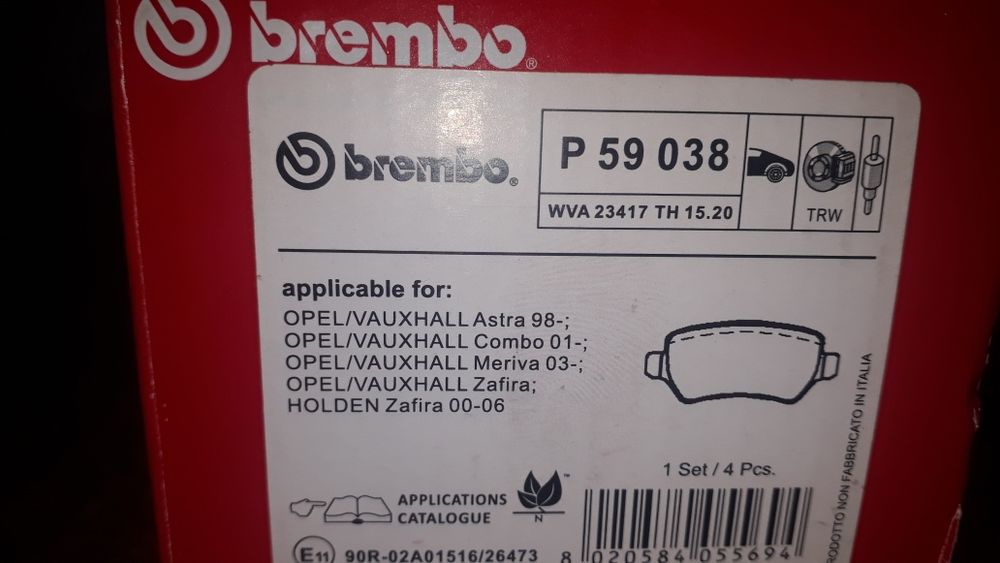 brembo®
brembo®
P 59 038
WVA 23417 TH 15.20
TRW
applicable for:
OPEL/VAUXHALL Astra 98-;
OPEL/VAUXHALL Combo 01-;
OPEL/VAUXHALL Meriva 03-;
OPEL/VAUXHALL Zafira;
HOLDEN Zafira 00-06
1 Set / 4 Pcs.
APPLICATIONS
CATALOGUE
™
N
E11 90R-02A01516/26473
8 020584 055694
RODOTTO NON FABBRICATO IN ITALIA